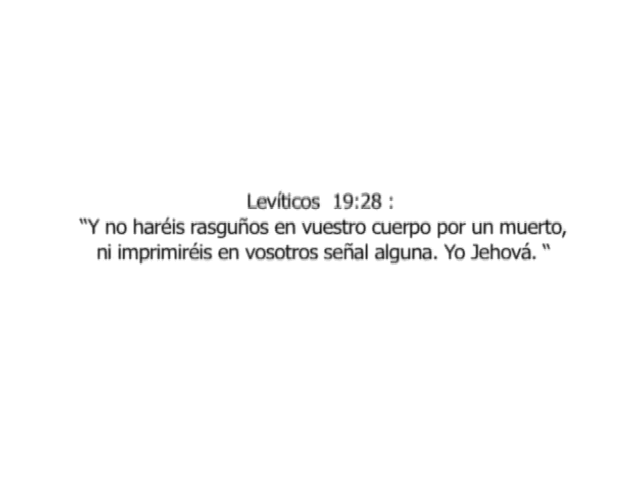 Levíticos 19:28 :
“Y no haréis rasguños en vuestro cuerpo por un muerto,
ni imprimiréis en vosotros señal alguna. Yo Jehová. “